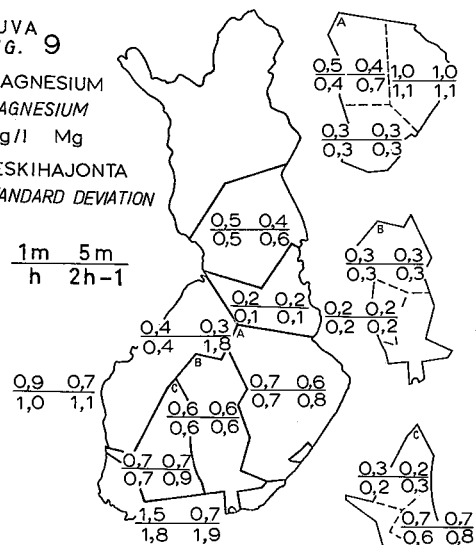 UVA
G. 9
AGNESIUM
AGNESIUM
g/l Mg
ESKIHAJONTA
TANDARD DEVIATION
1m 5m
h 2h-1
0,5 0,4
0,5 0,6
0,2 0,2
0,1 0,1
A
0,4 0,3
0,4 1,8
B
0,9 0,7
1,0 1,1
C
0,6 0,6
0,6 0,6
0,7 0,6
0,7 0,8
0,7 0,7
0,7 0,9
1,5 0,7
1,8 1,9
A
0,5 0,4
0,4 0,7
1,0 1,0
1,1 1,1
0,3 0,3
0,3 0,3
B
0,3 0,3
0,3 0,3
0,2 0,2
0,2 0,2
C
0,3 0,2
0,2 0,3
0,7 0,7
0,6 0,8